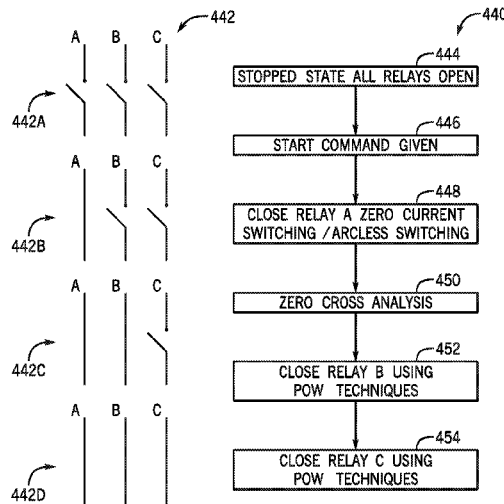 442
440
A B C
442A
A B C
442B
A B C
442C
A B C
442D
444
STOPPED STATE ALL RELAYS OPEN
446
START COMMAND GIVEN
448
CLOSE RELAY A ZERO CURRENT
SWITCHING / ARCLESS SWITCHING
450
ZERO CROSS ANALYSIS
452
CLOSE RELAY B USING
POW TECHNIQUES
454
CLOSE RELAY C USING
POW TECHNIQUES